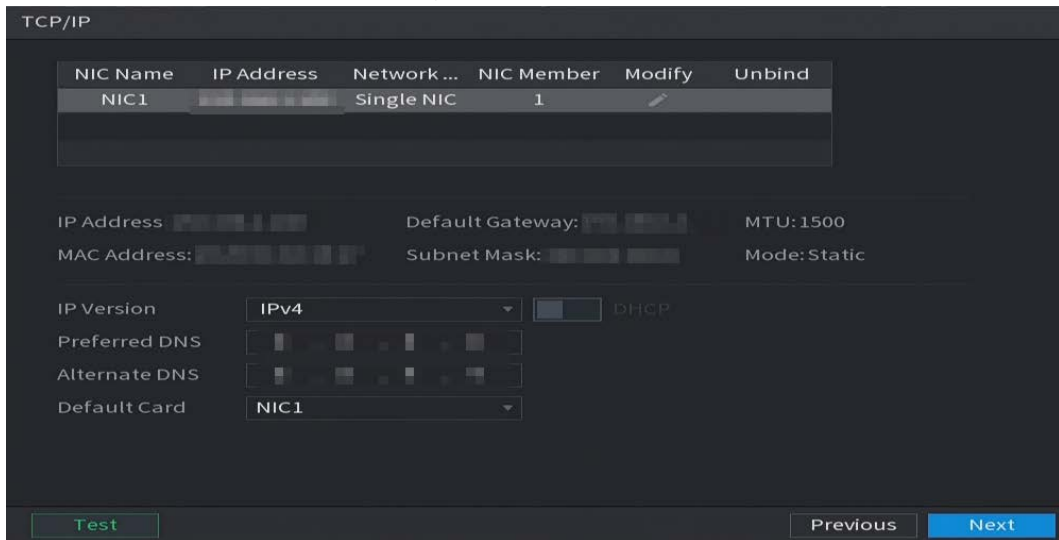 TCP/IP
NIC Name IP Address Network ... NIC Member Modify Unbind
NIC1 Single NIC 1
IP Address Default Gateway: MTU:1500
MAC Address: Subnet Mask: Mode:Static
IP Version IPv4 DHCP
Preferred DNS
Alternate DNS
Default Card NIC1
Test Previous Next